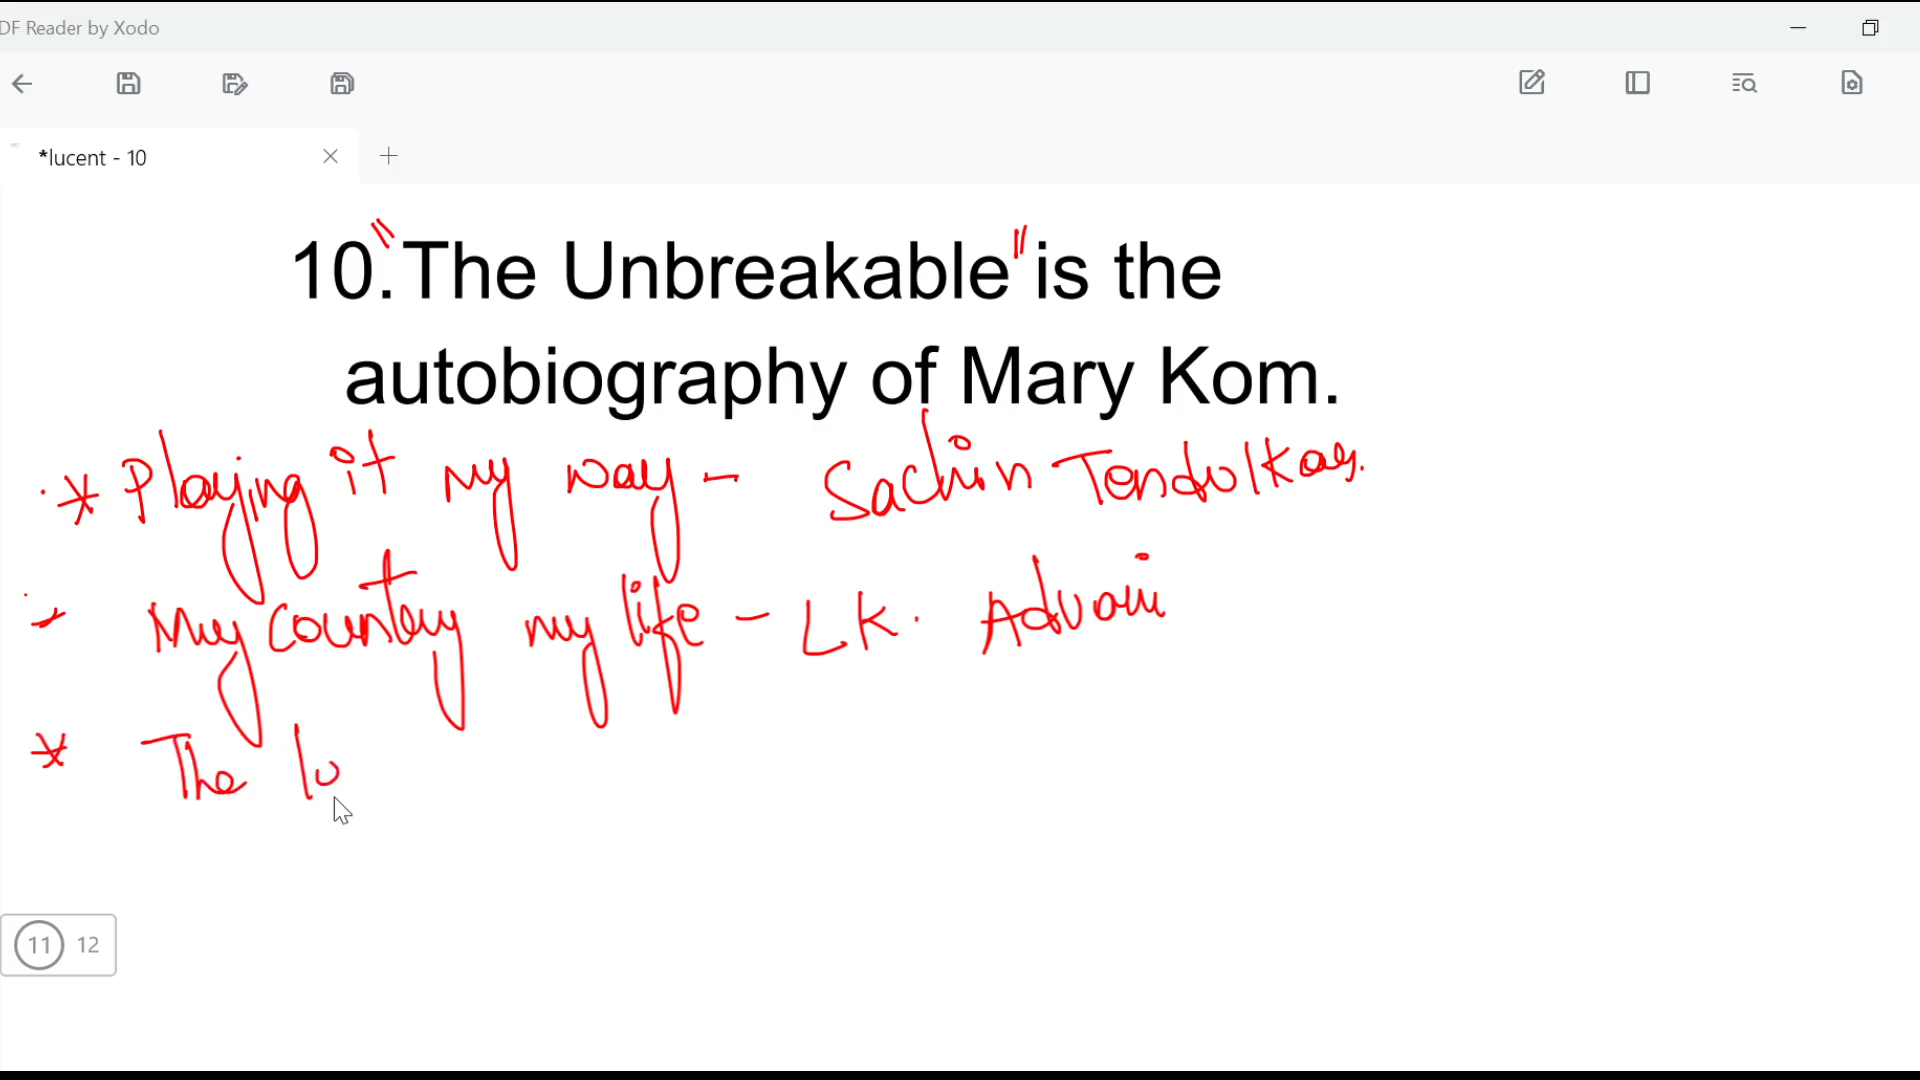 DF Reader by Xodo
*lucent - 10
10."The Unbreakable" is the
autobiography of Mary Kom.
* Playing it my way - Sachin Tendulkar.
- My country my life - LK. Advani
* The lo
11 12